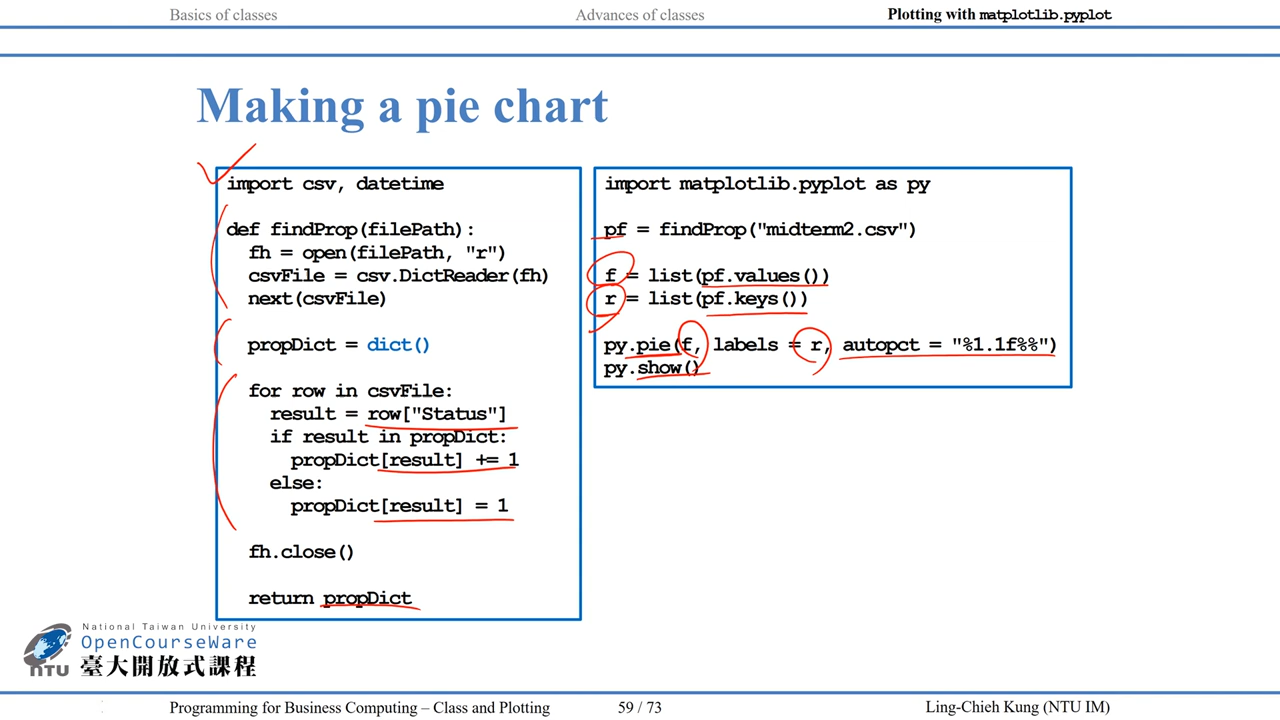 Basics of classes
Advances of classes
Plotting with matplotlib.pyplot
Making a pie chart
import csv, datetime
def findProp(filePath):
fh = open(filePath, "r")
csvFile = csv.DictReader(fh)
next(csvFile)
propDict = dict()
for row in csvFile:
result = row["Status"]
if result in propDict:
propDict[result] += 1
else:
propDict[result] = 1
fh.close()
return propDict
import matplotlib.pyplot as py
pf = findProp("midterm2.csv")
f = list(pf.values())
r = list(pf.keys())
py.pie(f, labels = r, autopct = "%1.1f%%")
py.show()
National Taiwan University
OpenCourseWare
NTU 臺大開放式課程
Programming for Business Computing – Class and Plotting
59 / 73
Ling-Chieh Kung (NTU IM)